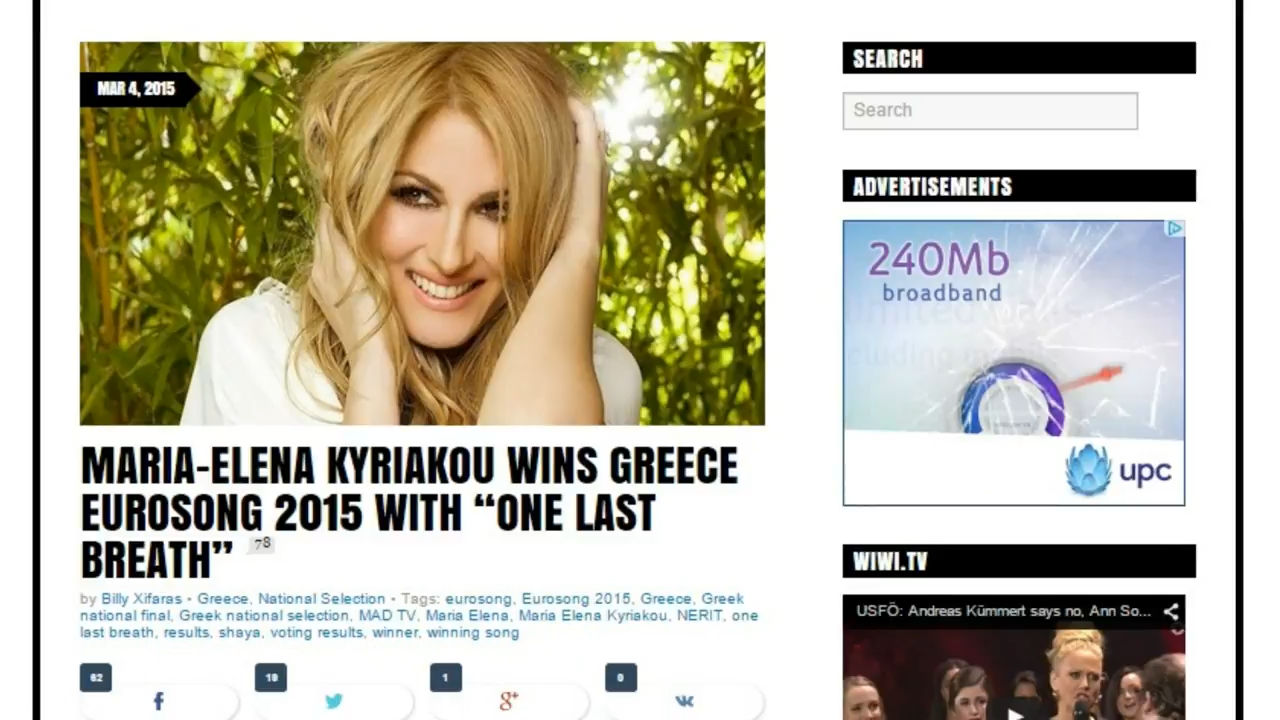 MAR 4, 2015
MARIA-ELENA KYRIAKOU WINS GREECE
EUROSONG 2015 WITH “ONE LAST
BREATH” 78
by Billy Xifaras • Greece, National Selection • Tags: eurosong, Eurosong 2015, Greece, Greek
national final, Greek national selection, MAD TV, Maria Elena, Maria Elena Kyriakou, NERIT, one
last breath, results, shaya, voting results, winner, winning song
62
10
1
0
SEARCH
Search
ADVERTISEMENTS
240Mb
broadband
upc
WIWI.TV
USFÖ: Andreas Kümmert says no, Ann So...